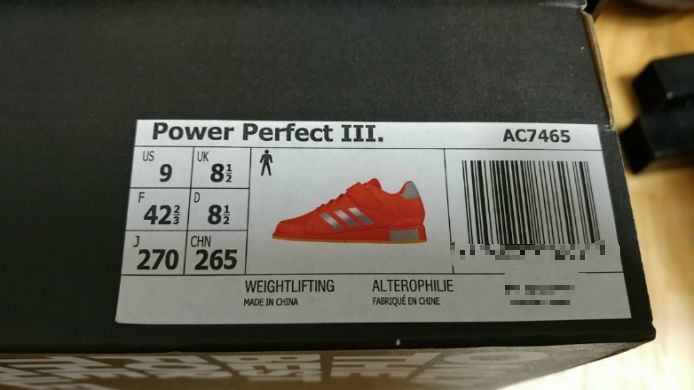 Power Perfect III.
AC7465
US 9
UK 8½
F 42⅔
D 8½
J 270
CHN 265
WEIGHTLIFTING
ALTEROPHILIE
MADE IN CHINA
FABRIQUÉ EN CHINE